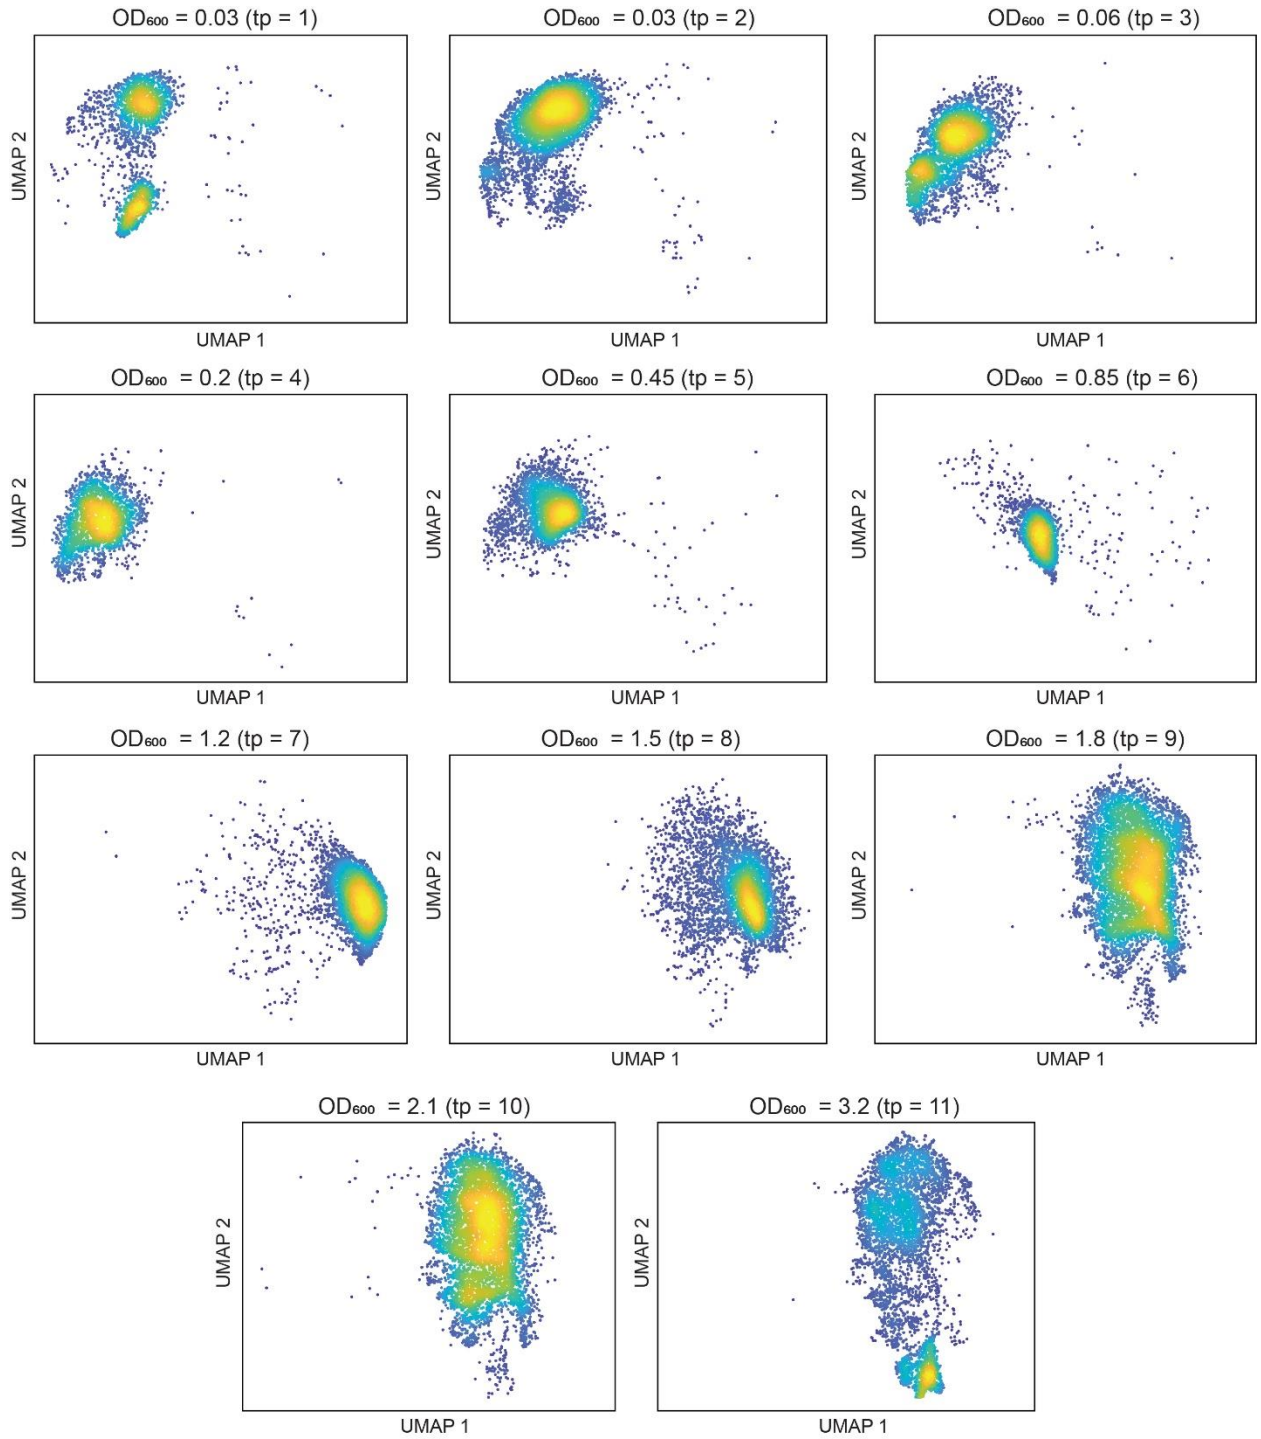 OD₆₀₀ = 0.03 (tp = 1)
OD₆₀₀ = 0.03 (tp = 2)
OD₆₀₀ = 0.06 (tp = 3)
UMAP 2
UMAP 2
UMAP 2
UMAP 1
UMAP 1
UMAP 1
OD₆₀₀ = 0.2 (tp = 4)
OD₆₀₀ = 0.45 (tp = 5)
OD₆₀₀ = 0.85 (tp = 6)
UMAP 2
UMAP 2
UMAP 2
UMAP 1
UMAP 1
UMAP 1
OD₆₀₀ = 1.2 (tp = 7)
OD₆₀₀ = 1.5 (tp = 8)
OD₆₀₀ = 1.8 (tp = 9)
UMAP 2
UMAP 2
UMAP 2
UMAP 1
UMAP 1
UMAP 1
OD₆₀₀ = 2.1 (tp = 10)
OD₆₀₀ = 3.2 (tp = 11)
UMAP 2
UMAP 2
UMAP 1
UMAP 1